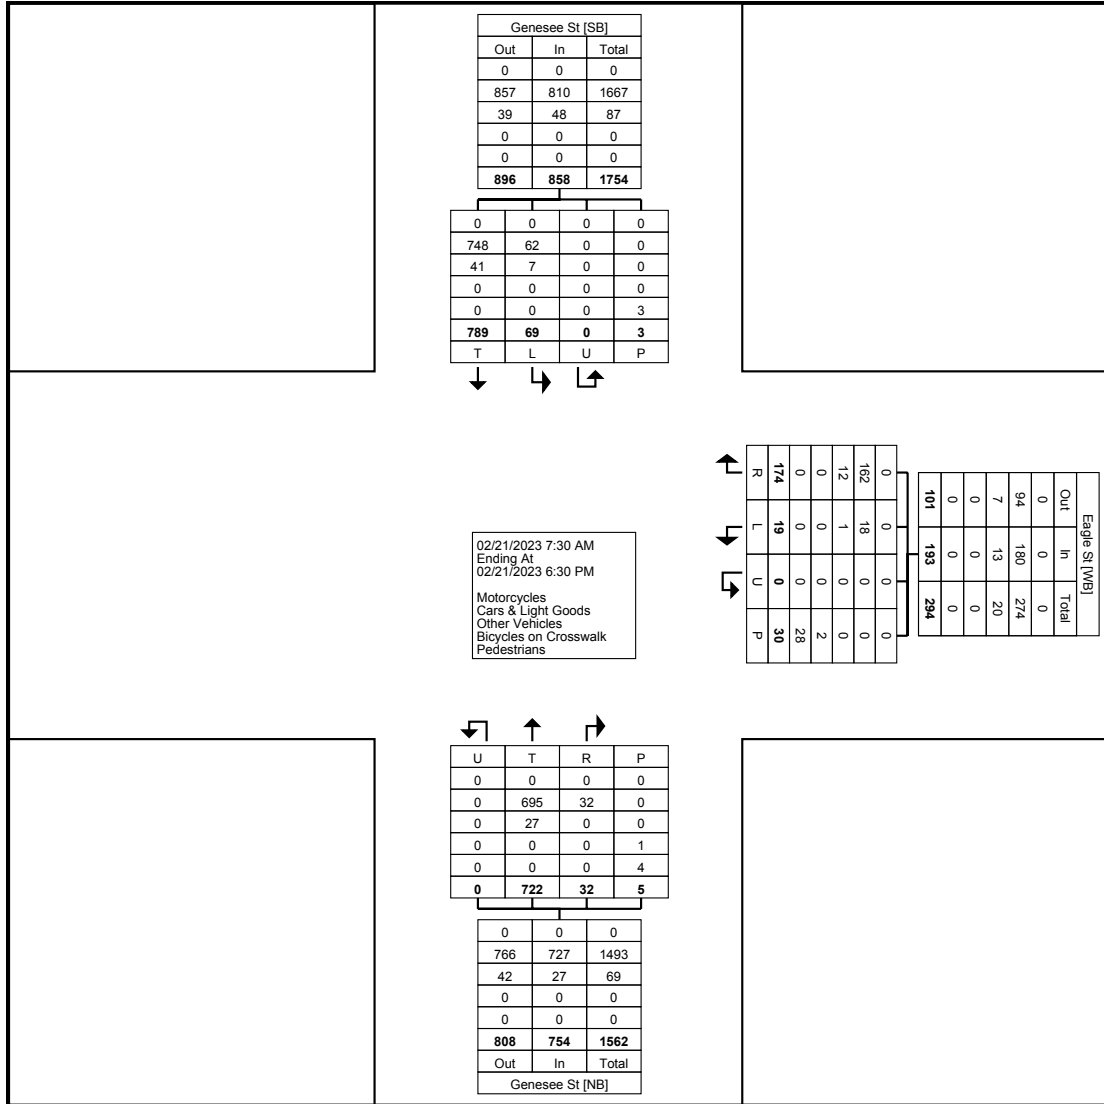 Genesee St [SB]
Out In Total
0 0 0
857 810 1667
39 48 87
0 0 0
0 0 0
896 858 1754
0 0 0 0
748 62 0 0
41 7 0 0
0 0 0 0
0 0 0 3
789 69 0 3
T L U P
Eagle St [WB]
Out In Total
0 0 0
94 180 274
7 13 20
0 0 0
0 0 0
101 193 294
0 0 0 0
162 18 0 0
12 1 0 0
0 0 0 2
0 0 0 28
174 19 0 30
R L U P
02/21/2023 7:30 AM
Ending At
02/21/2023 6:30 PM
Motorcycles
Cars & Light Goods
Other Vehicles
Bicycles on Crosswalk
Pedestrians
U T R P
0 0 0 0
0 695 32 0
0 27 0 0
0 0 0 1
0 0 0 4
0 722 32 5
0 0 0
766 727 1493
42 27 69
0 0 0
0 0 0
808 754 1562
Out In Total
Genesee St [NB]